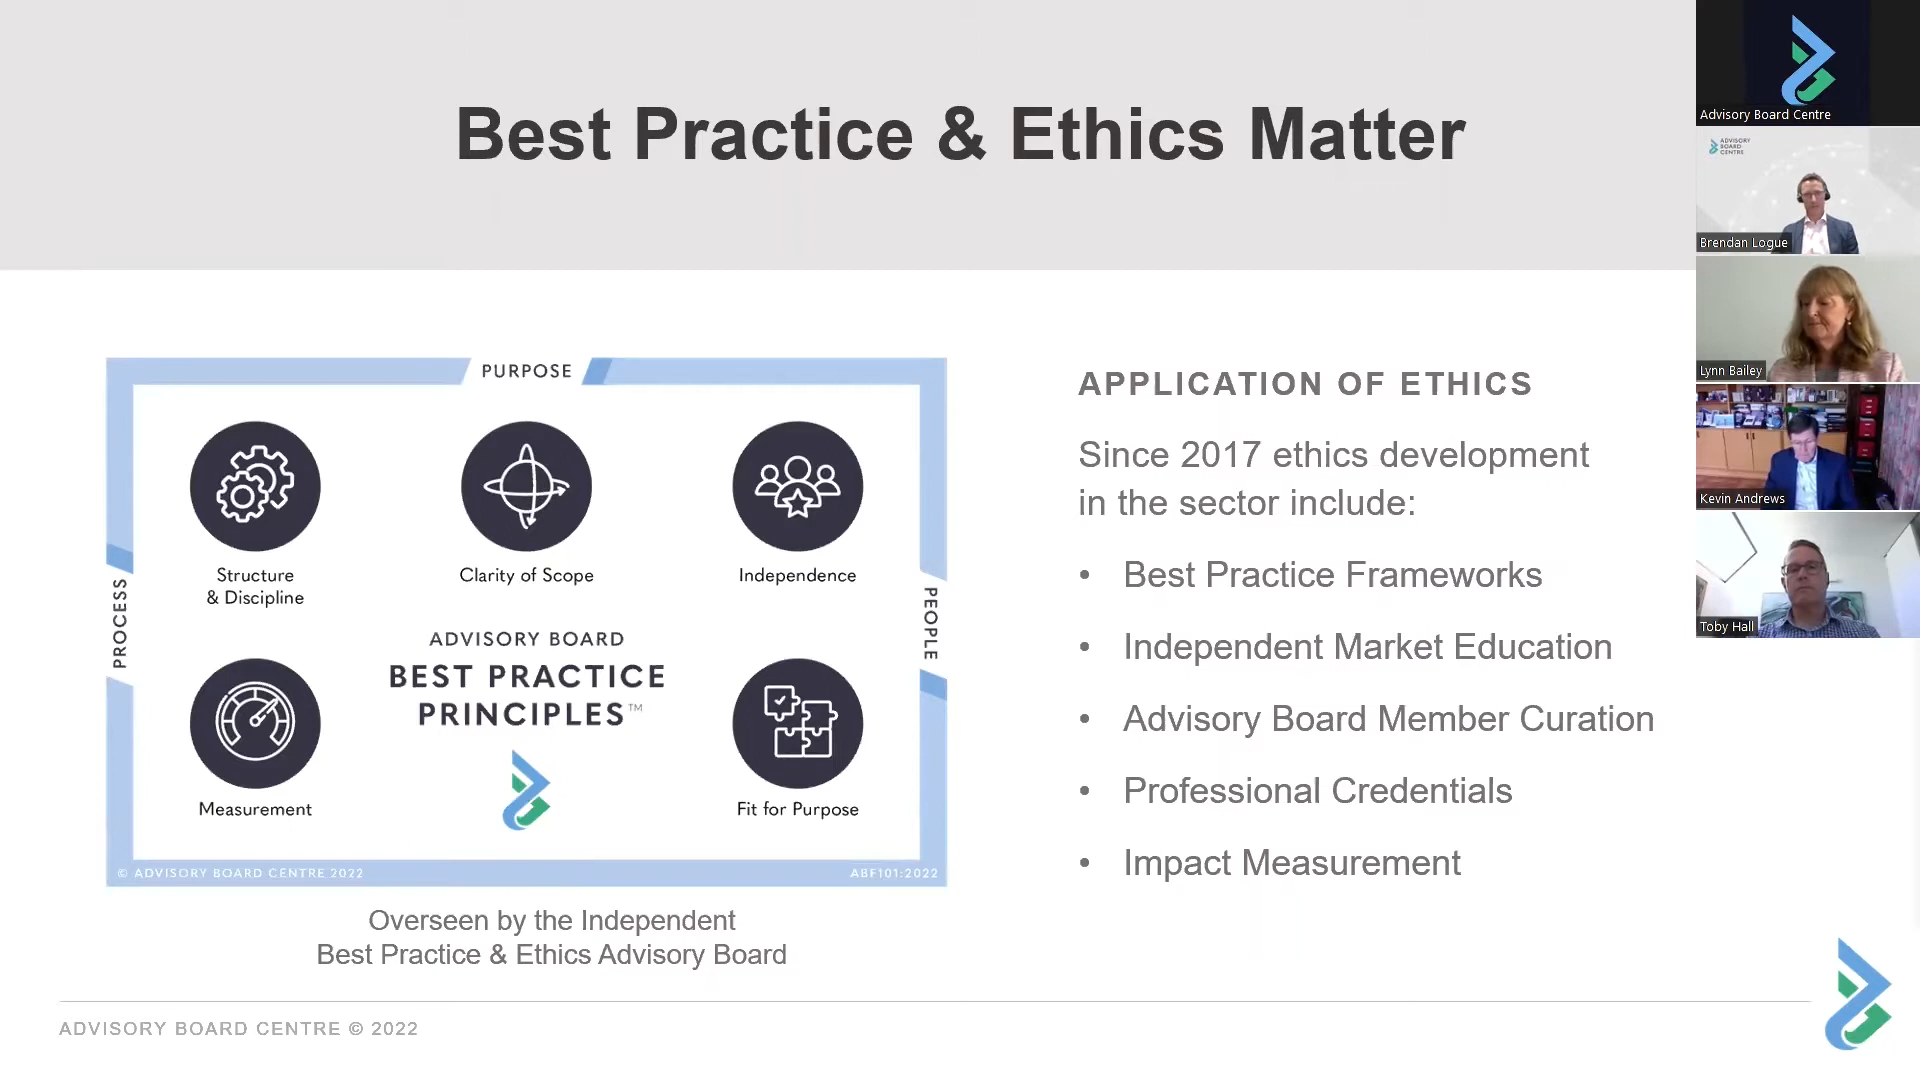 Best Practice & Ethics Matter
PURPOSE
PROCESS
PEOPLE
Structure
& Discipline
Clarity of Scope
Independence
ADVISORY BOARD
BEST PRACTICE
PRINCIPLES™
Measurement
Fit for Purpose
© ADVISORY BOARD CENTRE 2022
ABF101:2022
Overseen by the Independent
Best Practice & Ethics Advisory Board
APPLICATION OF ETHICS
Since 2017 ethics development
in the sector include:
• Best Practice Frameworks
• Independent Market Education
• Advisory Board Member Curation
• Professional Credentials
• Impact Measurement
ADVISORY BOARD CENTRE © 2022
Advisory Board Centre
ADVISORY
BOARD
CENTRE
Brendan Logue
Lynn Bailey
Kevin Andrews
Toby Hall